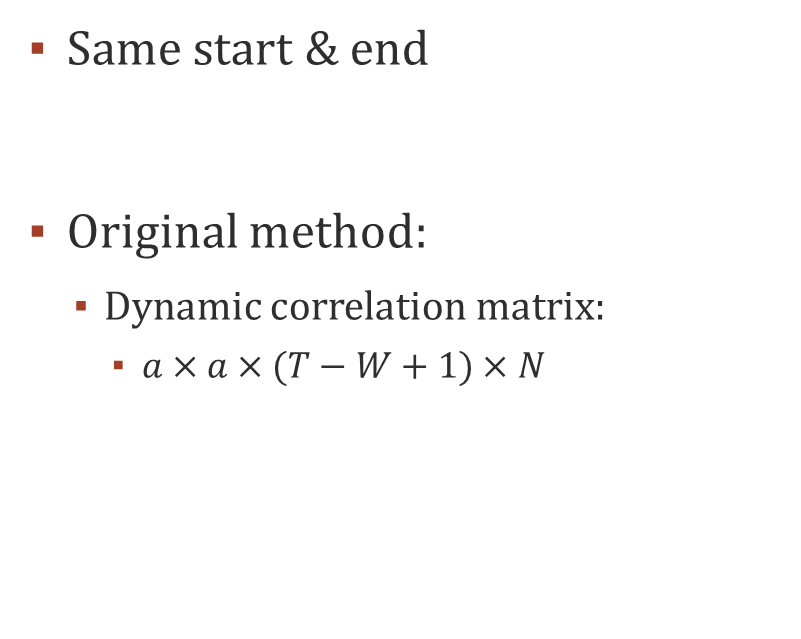 ▪ Same start & end
▪ Original method:
▪ Dynamic correlation matrix:
▪ 𝑎 × 𝑎 × (𝑇 − 𝑊 + 1) × 𝑁